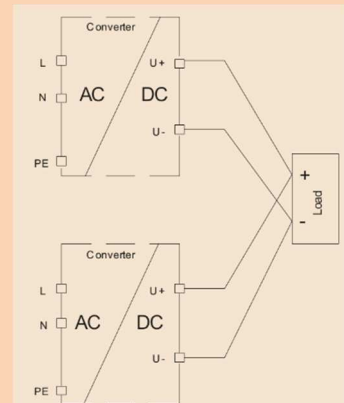 Converter
L
U+
N
AC
DC
U-
PE
+
-
Load
Converter
L
U+
N
AC
DC
U-
PE